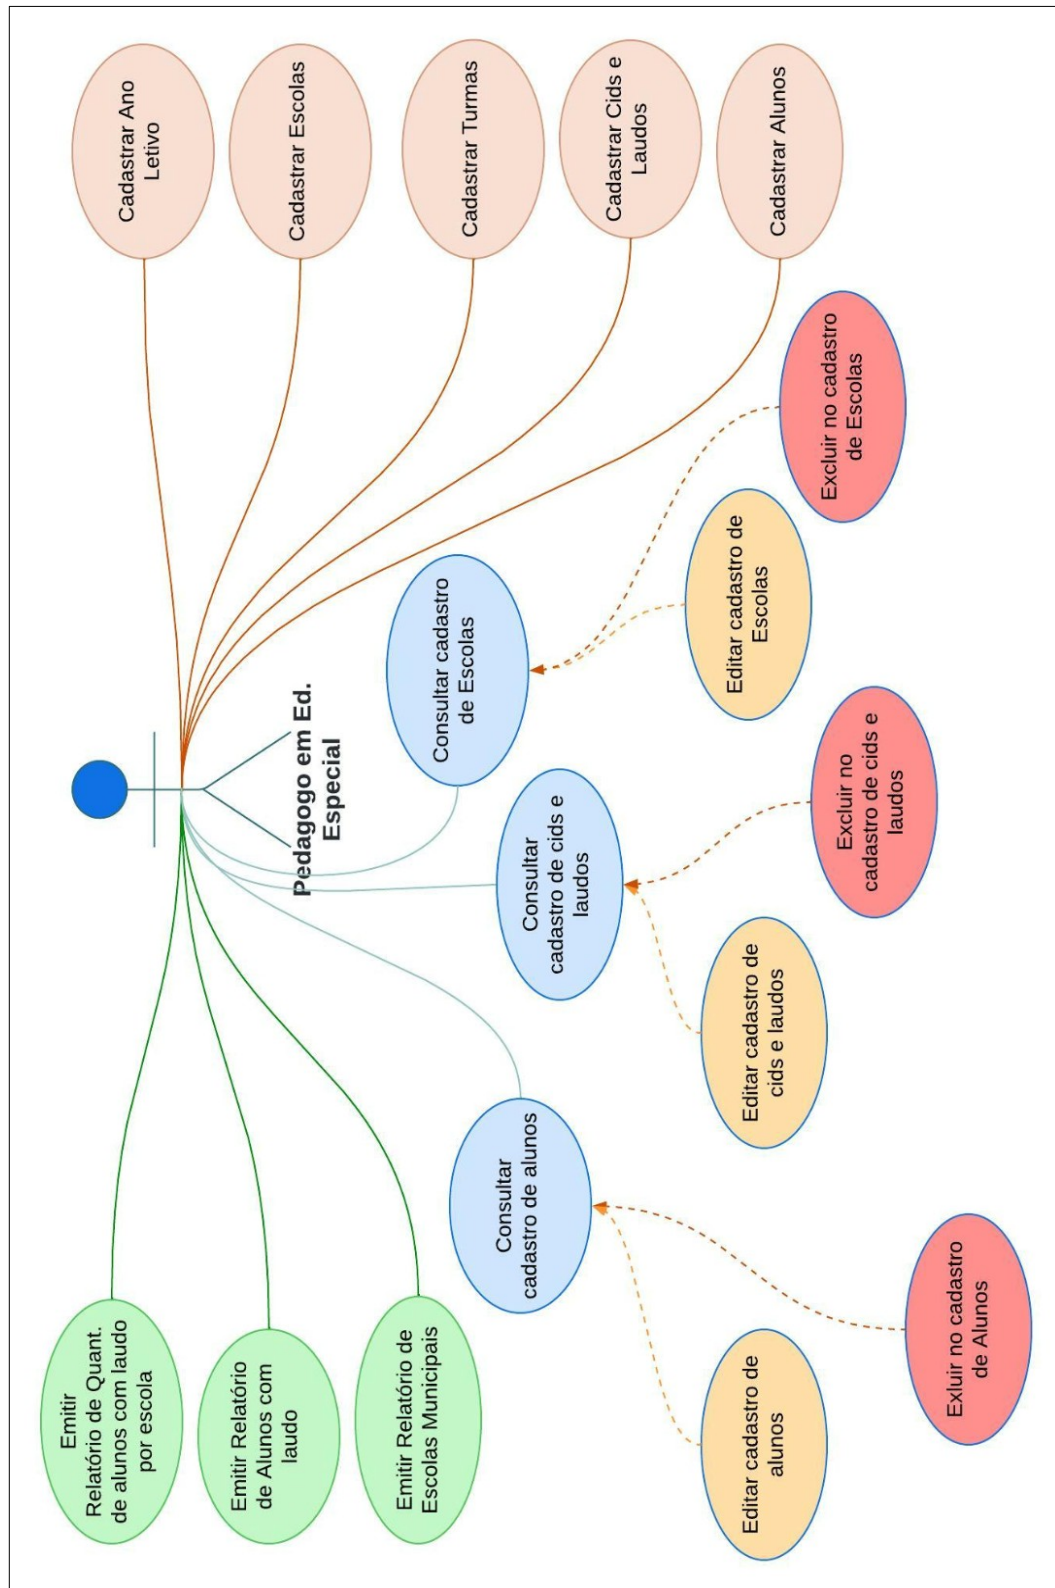 Emitir
Relatório de Quant.
de alunos com laudo
por escola
Emitir Relatório
de Alunos com
laudo
Emitir Relatório de
Escolas Municipais
Pedagogo em Ed.
Especial
Cadastrar Ano
Letivo
Cadastrar Escolas
Cadastrar Turmas
Cadastrar Cids e
Laudos
Cadastrar Alunos
Consultar
cadastro de alunos
Consultar
cadastro de cids e
laudos
Consultar cadastro
de Escolas
Editar cadastro de
alunos
Exluir no cadastro
de Alunos
Editar cadastro de
cids e laudos
Excluir no
cadastro de cids e
laudos
Editar cadastro de
Escolas
Excluir no cadastro
de Escolas